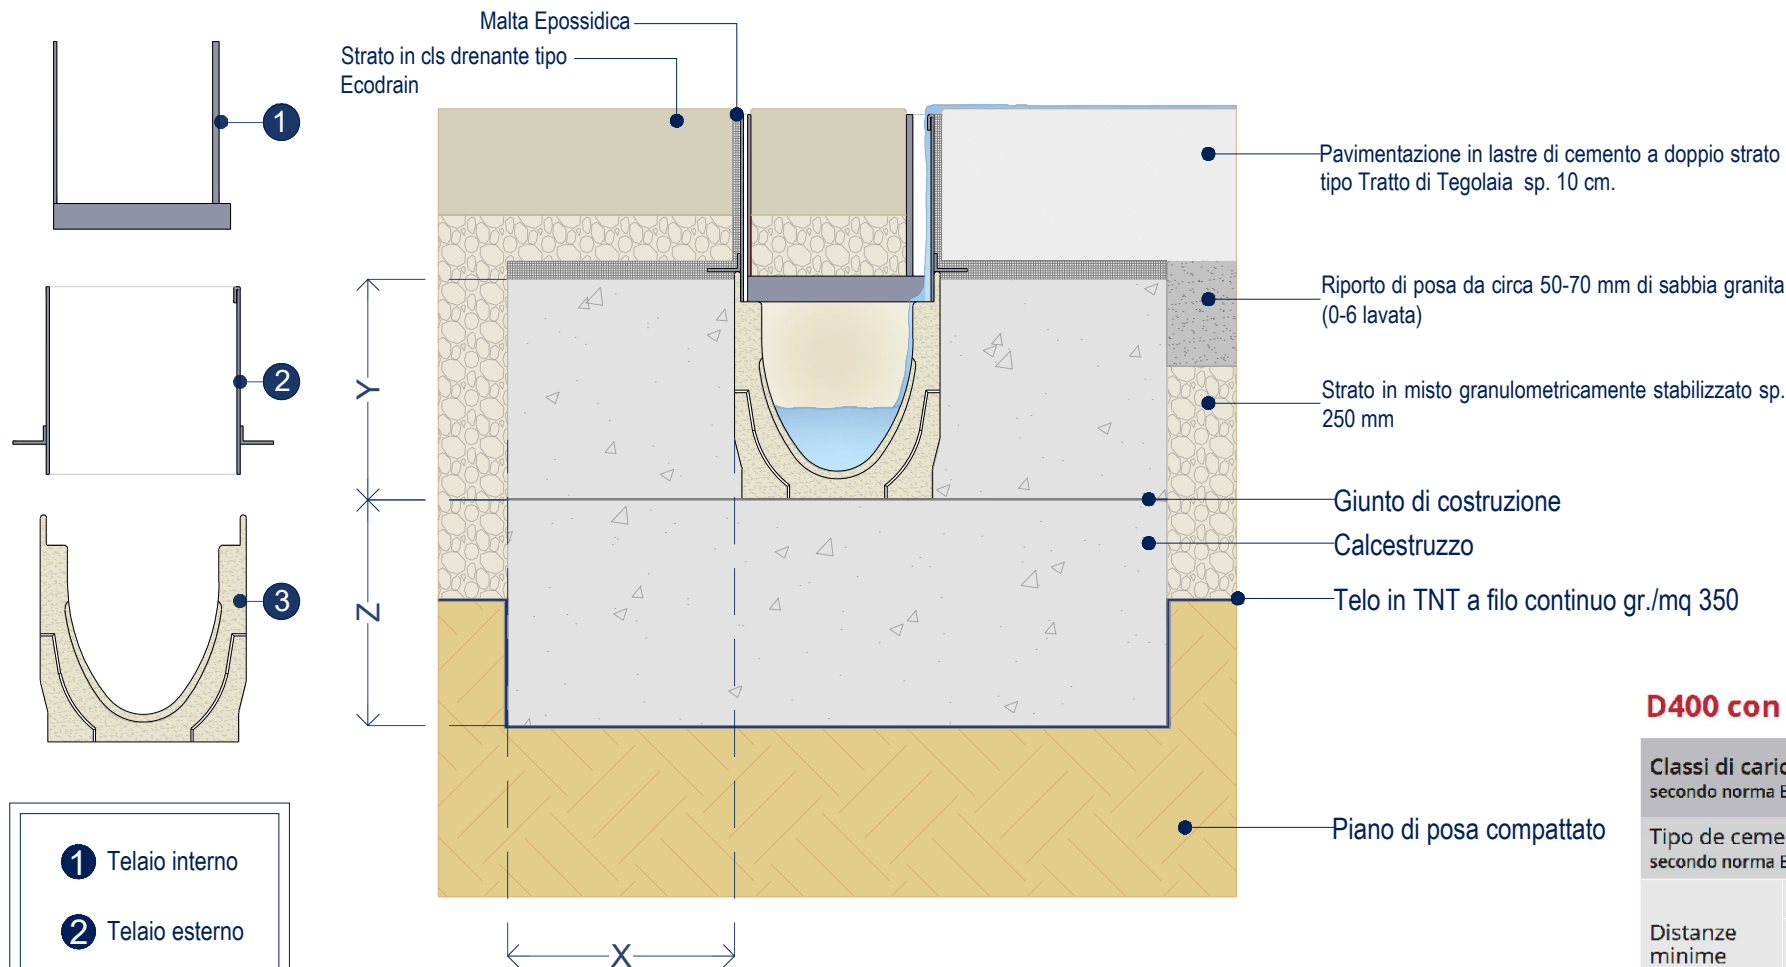 Malta Epossidica
Strato in cls drenante tipo
Ecodrain
1
Pavimentazione in lastre di cemento a doppio strato
tipo Tratto di Tegolaia sp. 10 cm.
Riporto di posa da circa 50-70 mm di sabbia granita
(0-6 lavata)
2
Y
Strato in misto granulometricamente stabilizzato sp.
250 mm
Giunto di costruzione
Calcestruzzo
3
Z
Telo in TNT a filo continuo gr./mq 350
D400 con
Classi di caric
secondo norma E
Piano di posa compattato
Tipo de ceme
secondo norma E
1 Telaio interno
2 Telaio esterno
Distanze
minime
X